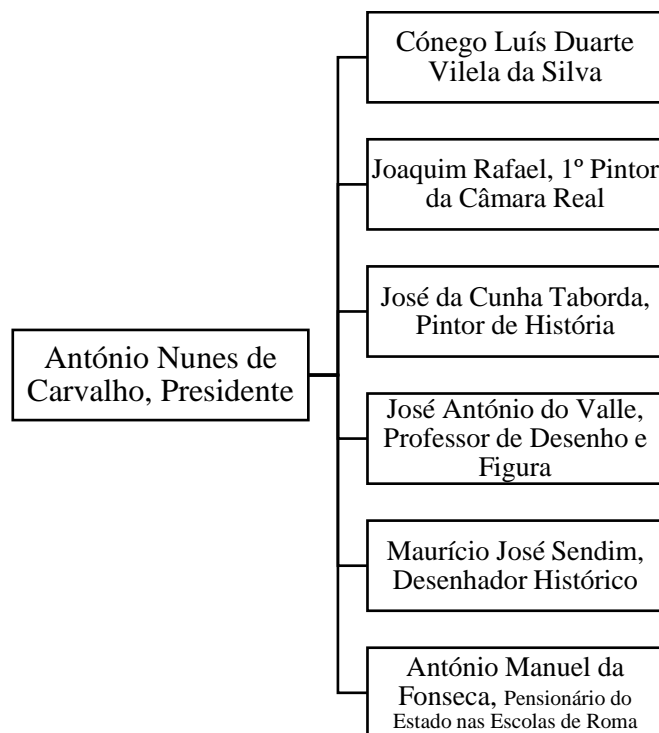 António Nunes de
Carvalho, Presidente
Cónego Luís Duarte
Vilela da Silva
Joaquim Rafael, 1º Pintor
da Câmara Real
José da Cunha Taborda,
Pintor de História
José António do Valle,
Professor de Desenho e
Figura
Maurício José Sendim,
Desenhador Histórico
António Manuel da
Fonseca, Pensionário do
Estado nas Escolas de Roma